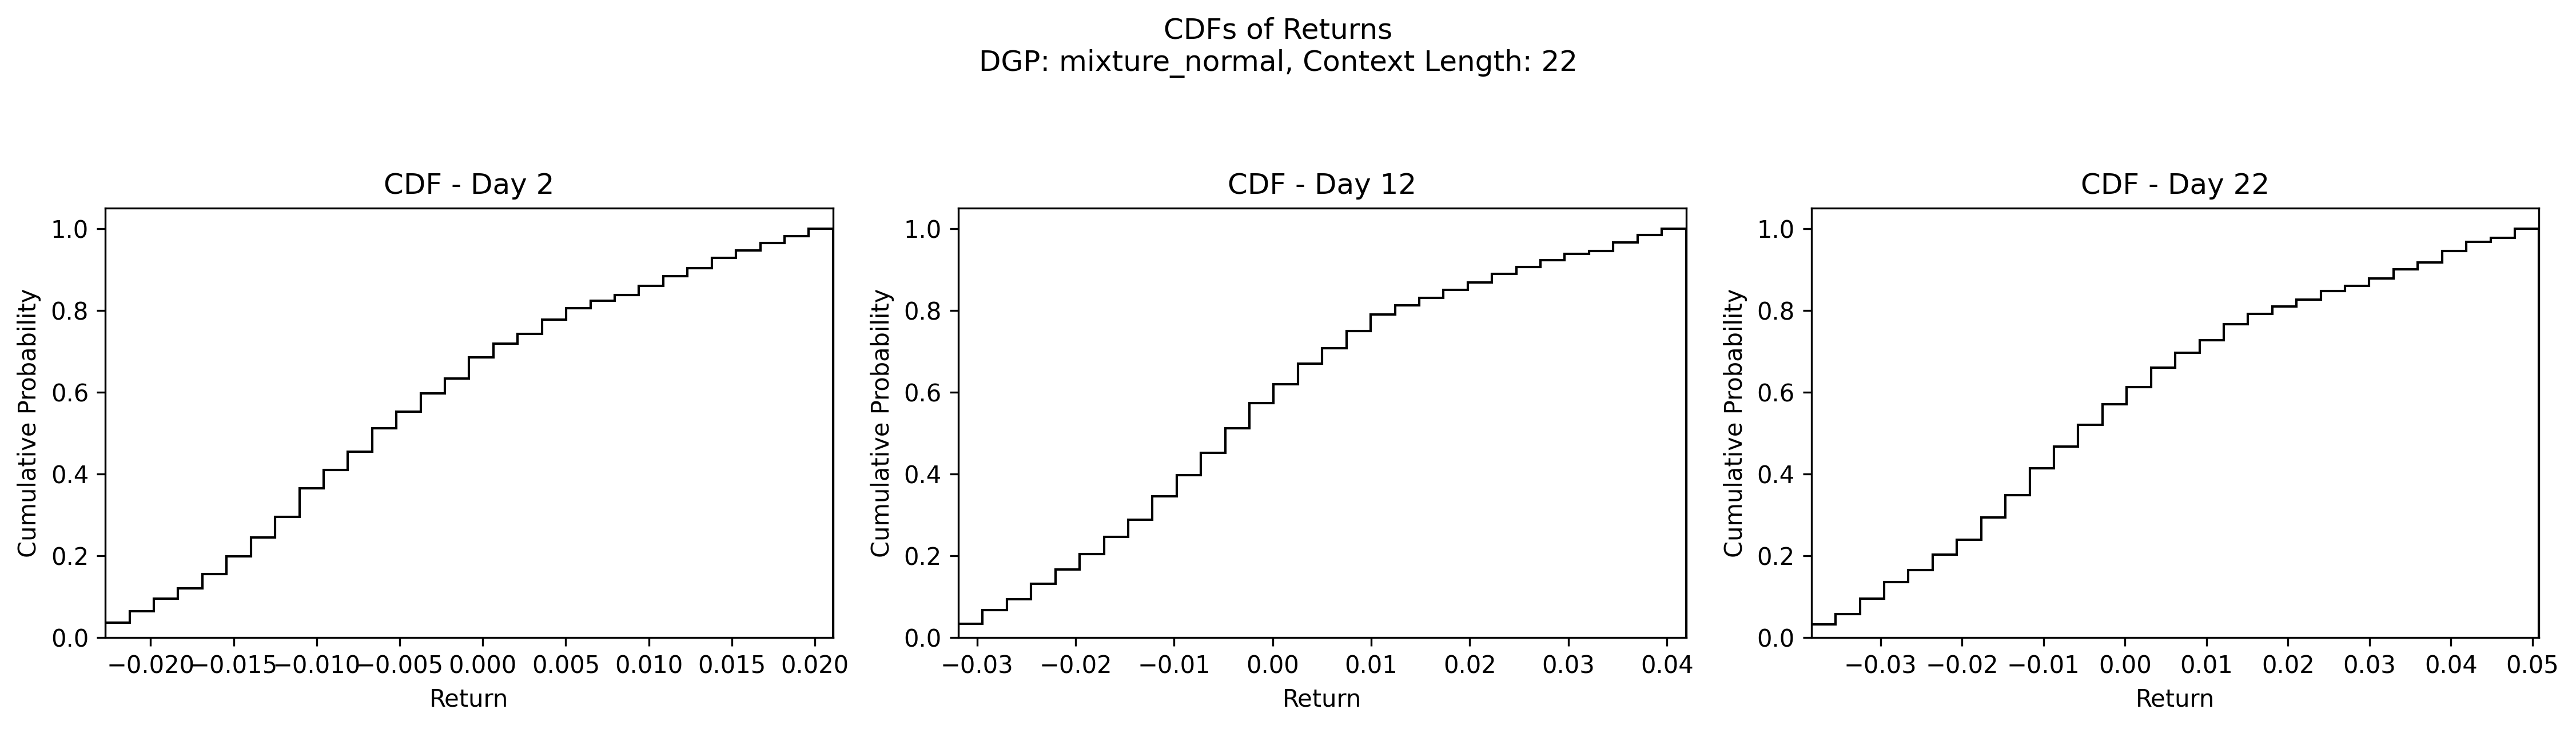 CDFs of Returns
DGP: mixture_normal, Context Length: 22
CDF - Day 2
1.0
0.8
0.6
0.4
0.2
0.0
Cumulative Probability
−0.020 −0.015 −0.010 −0.005 0.000 0.005 0.010 0.015 0.020
Return
CDF - Day 12
1.0
0.8
0.6
0.4
0.2
0.0
Cumulative Probability
−0.03 −0.02 −0.01 0.00 0.01 0.02 0.03 0.04
Return
CDF - Day 22
1.0
0.8
0.6
0.4
0.2
0.0
Cumulative Probability
−0.03 −0.02 −0.01 0.00 0.01 0.02 0.03 0.04 0.05
Return